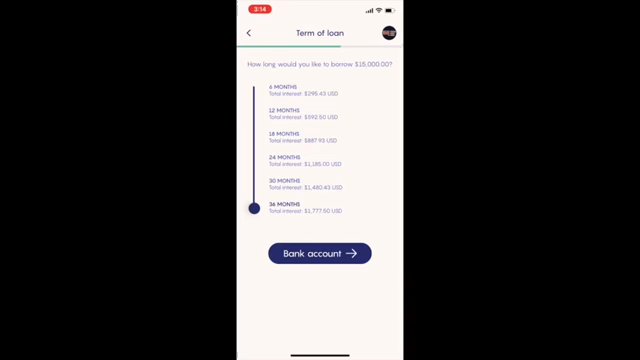 3:14
Term of loan
How long would you like to borrow $15,000.00?
6 MONTHS
Total interest: $295.43 USD
12 MONTHS
Total interest: $592.50 USD
18 MONTHS
Total interest: $887.93 USD
24 MONTHS
Total interest: $1,185.00 USD
30 MONTHS
Total interest: $1,480.43 USD
36 MONTHS
Total interest: $1,777.50 USD
Bank account